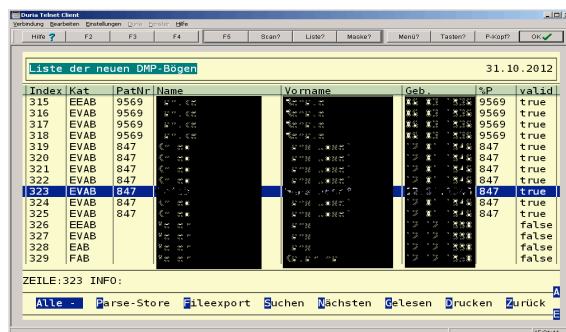 Duria Telnet Client
Verbindung Bearbeiten Einstellungen Duria Fenster Hilfe
Hilfe ? F2 F3 F4 F5 Scan? Liste? Maske? Menü? Tasten? P-Kopf? OK
Liste der neuen DMP-Bögen 31.10.2012
Index Kat PatNr Name Vorname Geb. %P valid
315 EEAB 9569 9569 true
316 EVAB 9569 9569 true
317 EVAB 9569 9569 true
318 EVAB 9569 9569 true
319 EVAB 847 847 true
320 EVAB 847 847 true
321 EVAB 847 847 true
322 EVAB 847 847 true
323 EVAB 847 847 true
324 EVAB 847 847 true
325 EVAB 847 847 true
326 EEAB false
327 EVAB false
328 EAB false
329 FAB false
ZEILE:323 INFO:
A
Alle - Parse-Store Fileexport Suchen Nächsten Gelesen Drucken Zurück
E